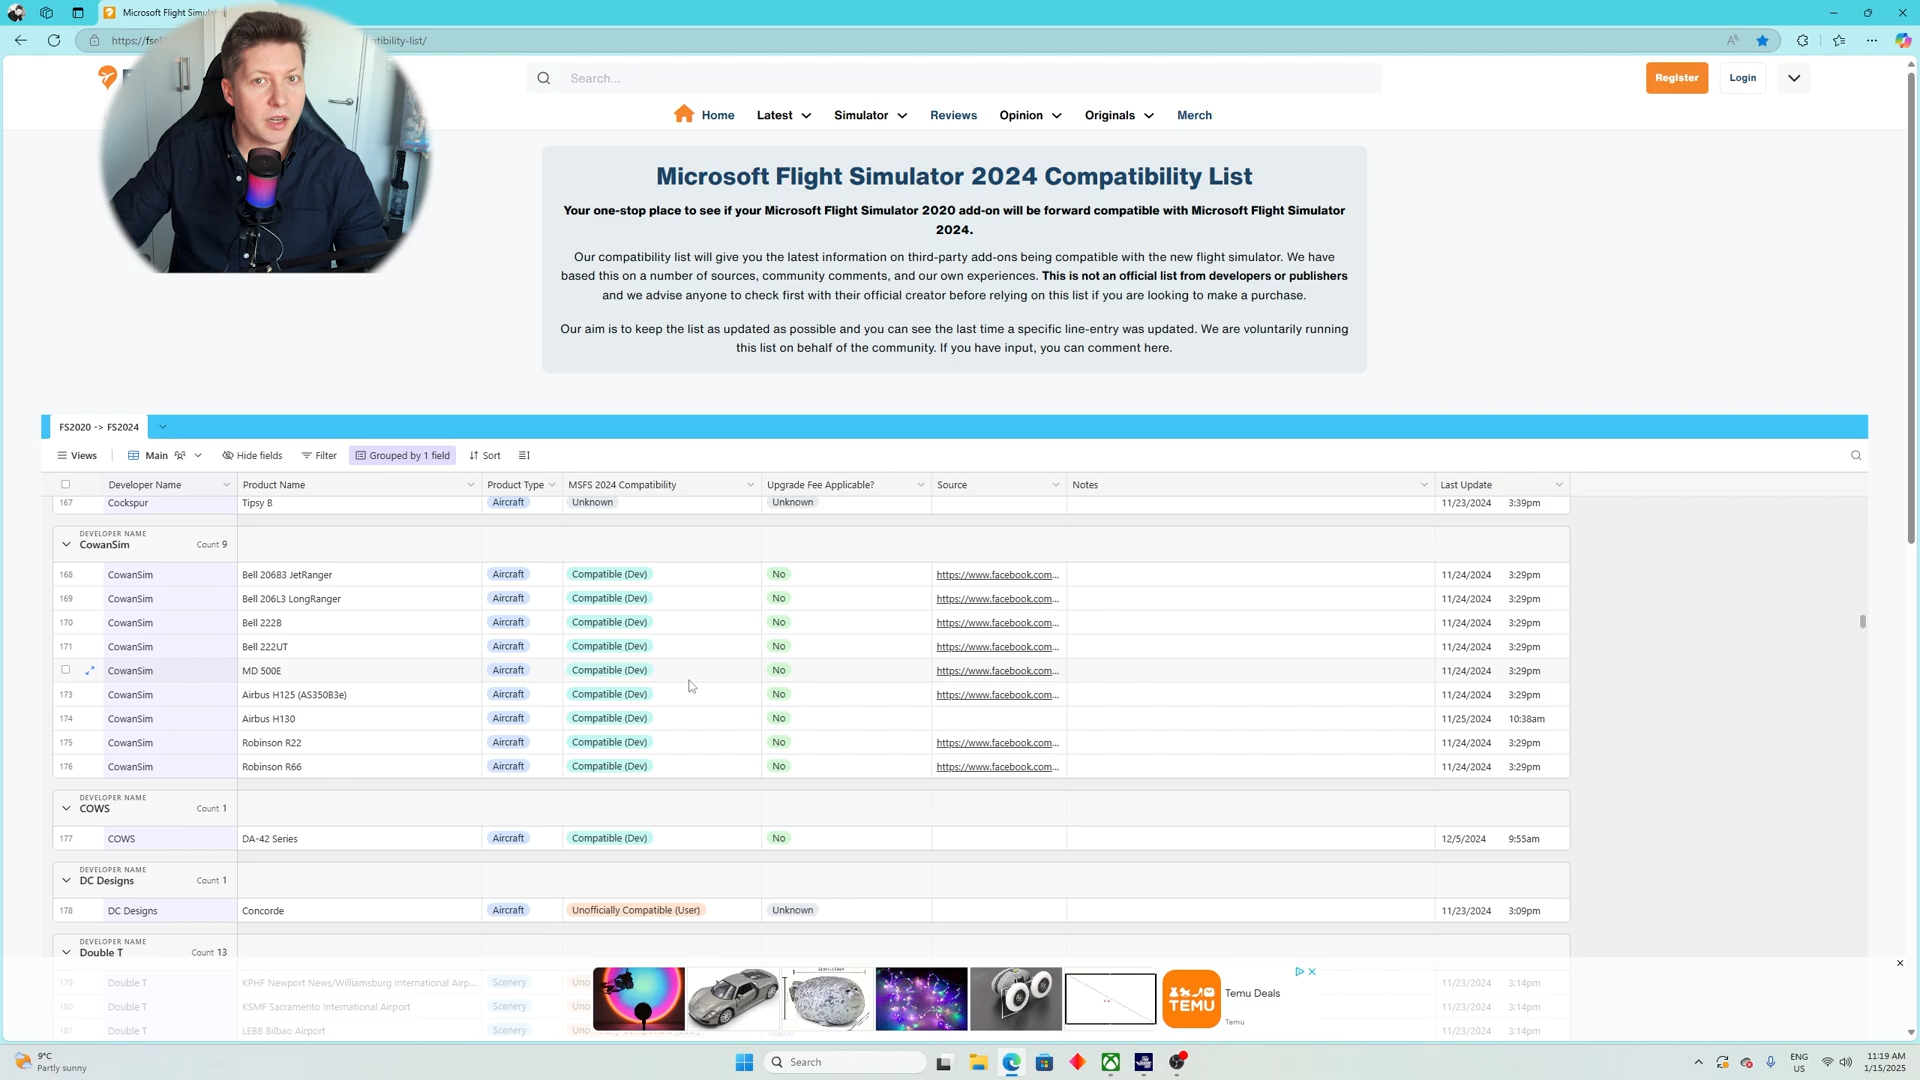 Microsoft Flight Simula
https://fsel
tibility-list/
Search...
Register
Login
Home
Latest
Simulator
Reviews
Opinion
Originals
Merch
Microsoft Flight Simulator 2024 Compatibility List
Your one-stop place to see if your Microsoft Flight Simulator 2020 add-on will be forward compatible with Microsoft Flight Simulator
2024.
Our compatibility list will give you the latest information on third-party add-ons being compatible with the new flight simulator. We have
based this on a number of sources, community comments, and our own experiences. This is not an official list from developers or publishers
and we advise anyone to check first with their official creator before relying on this list if you are looking to make a purchase.
Our aim is to keep the list as updated as possible and you can see the last time a specific line-entry was updated. We are voluntarily running
this list on behalf of the community. If you have input, you can comment here.
FS2020 -> FS2024
Views Main Hide fields Filter Grouped by 1 field Sort
Developer Name Product Name Product Type MSFS 2024 Compatibility Upgrade Fee Applicable? Source Notes Last Update
167 Cockspur Tipsy B Aircraft Unknown Unknown 11/23/2024 3:39pm
DEVELOPER NAME
CowanSim Count 9
168 CowanSim Bell 206B3 JetRanger Aircraft Compatible (Dev) No https://www.facebook.com... 11/24/2024 3:29pm
169 CowanSim Bell 206L3 LongRanger Aircraft Compatible (Dev) No https://www.facebook.com... 11/24/2024 3:29pm
170 CowanSim Bell 222B Aircraft Compatible (Dev) No https://www.facebook.com... 11/24/2024 3:29pm
171 CowanSim Bell 222UT Aircraft Compatible (Dev) No https://www.facebook.com... 11/24/2024 3:29pm
CowanSim MD 500E Aircraft Compatible (Dev) No https://www.facebook.com... 11/24/2024 3:29pm
173 CowanSim Airbus H125 (AS350B3e) Aircraft Compatible (Dev) No https://www.facebook.com... 11/24/2024 3:29pm
174 CowanSim Airbus H130 Aircraft Compatible (Dev) No 11/25/2024 10:38am
175 CowanSim Robinson R22 Aircraft Compatible (Dev) No https://www.facebook.com... 11/24/2024 3:29pm
176 CowanSim Robinson R66 Aircraft Compatible (Dev) No https://www.facebook.com... 11/24/2024 3:29pm
DEVELOPER NAME
COWS Count 1
177 COWS DA-42 Series Aircraft Compatible (Dev) No 12/5/2024 9:55am
DEVELOPER NAME
DC Designs Count 1
178 DC Designs Concorde Aircraft Unofficially Compatible (User) Unknown 11/23/2024 3:09pm
DEVELOPER NAME
Double T Count 13
179 Double T KPHF Newport News/Williamsburg International Airp... Scenery Uno 11/23/2024 3:14pm
180 Double T KSMF Sacramento International Airport Scenery Uno 11/23/2024 3:14pm
181 Double T LEBB Bilbao Airport Scenery 11/23/2024 3:14pm
TEMU
Temu Deals
Temu
9°C
Partly sunny
Search
ENG
US
11:19 AM
1/15/2025